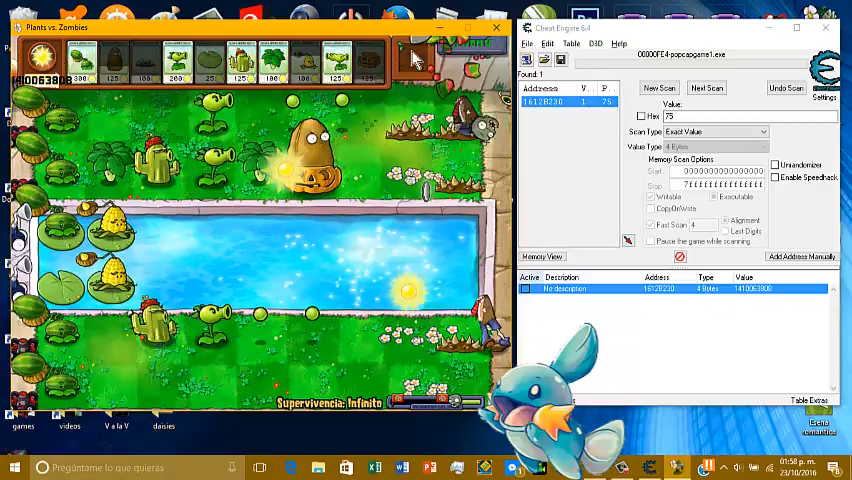 Plants vs. Zombies
300
125
125
200
25
125
100
125
125
1410063808
Supervivencia: Infinito
Cheat Engine 6.4
File Edit Table D3D Help
00000FE4-popcapgame1.exe
Found: 1
Address V.. P...
1612B230 1 75
New Scan Next Scan Undo Scan
Settings
Value:
Hex 75
Scan Type Exact Value
Value Type 4 Bytes
Memory Scan Options
Start 0000000000000000
Stop 7fffffffffffffff
Writable Executable
CopyOnWrite
Fast Scan 4 Alignment
Last Digits
Pause the game while scanning
Unrandomizer
Enable Speedhack
Memory View Add Address Manually
Active Description Address Type Value
No description 1612B230 4 Bytes 1410063808
Table Extras
games videos V a la V daisies
Esena romantica
Pregúntame lo que quieras
01:58 p. m.
23/10/2016